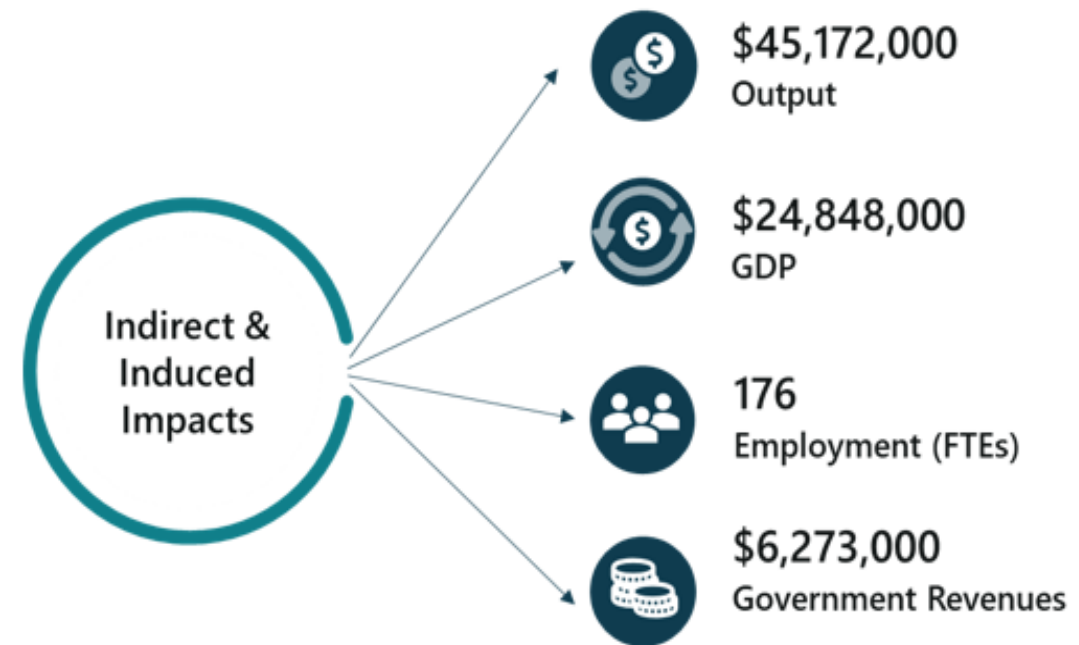 Indirect &
Induced
Impacts
$45,172,000
Output
$24,848,000
GDP
176
Employment (FTEs)
$6,273,000
Government Revenues